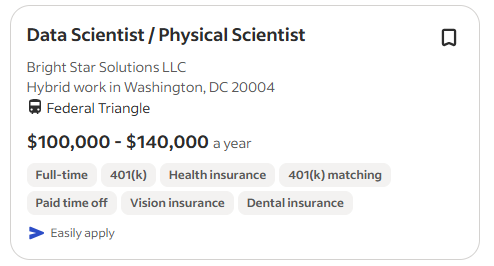 Data Scientist / Physical Scientist
Bright Star Solutions LLC
Hybrid work in Washington, DC 20004
Federal Triangle
$100,000 - $140,000 a year
Full-time 401(k) Health insurance 401(k) matching
Paid time off Vision insurance Dental insurance
Easily apply